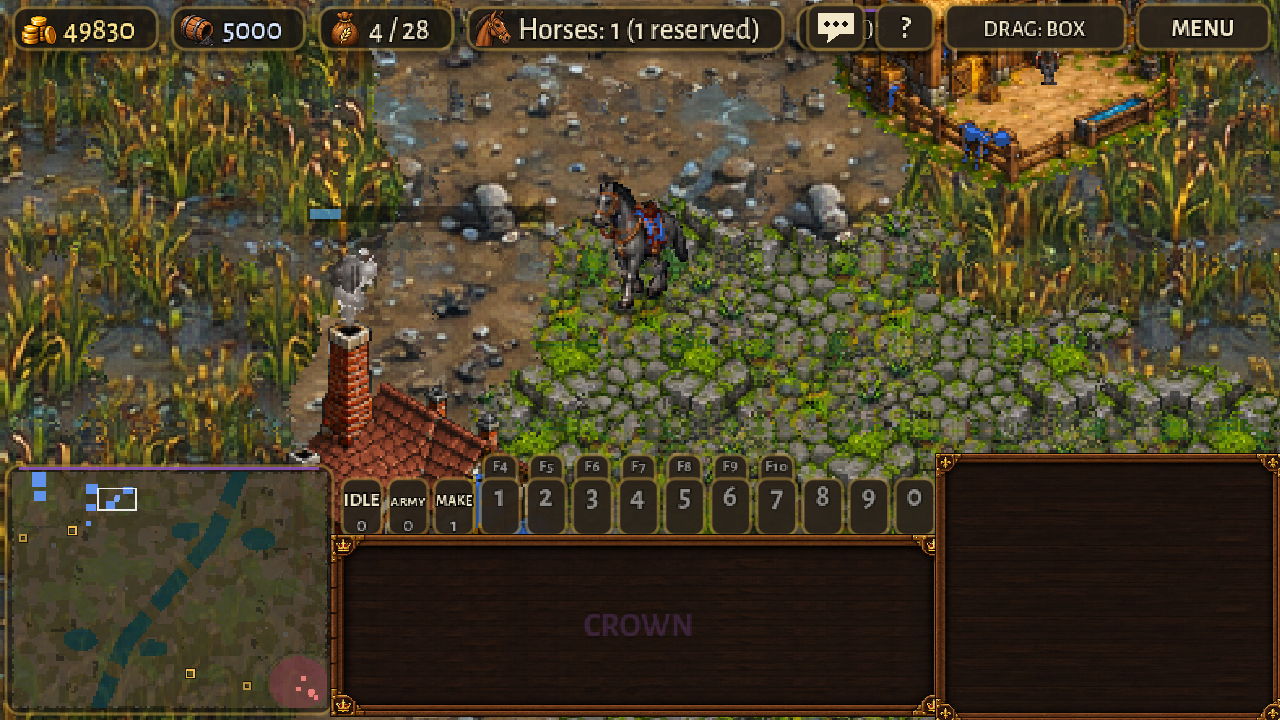 49830
5000
4 / 28
Horses: 1 (1 reserved)
?
DRAG: BOX
MENU
F4 F5 F6 F7 F8 F9 F10
IDLE ARMY MAKE 1 2 3 4 5 6 7 8 9 0
0 0 1
CROWN